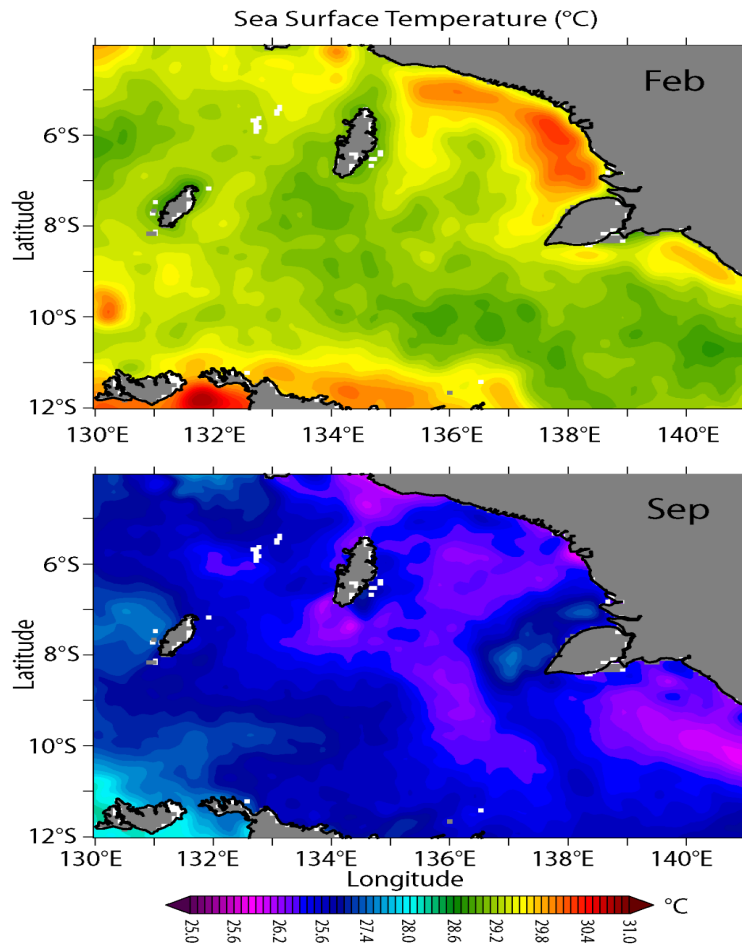 Sea Surface Temperature (°C)
Feb
Latitude
6°S
8°S
10°S
12°S
130°E 132°E 134°E 136°E 138°E 140°E
Sep
Latitude
6°S
8°S
10°S
12°S
130°E 132°E 134°E 136°E 138°E 140°E
Longitude
°C
25.0 25.6 26.2 25.6 27.4 28.0 28.6 29.2 29.8 30.4 31.0